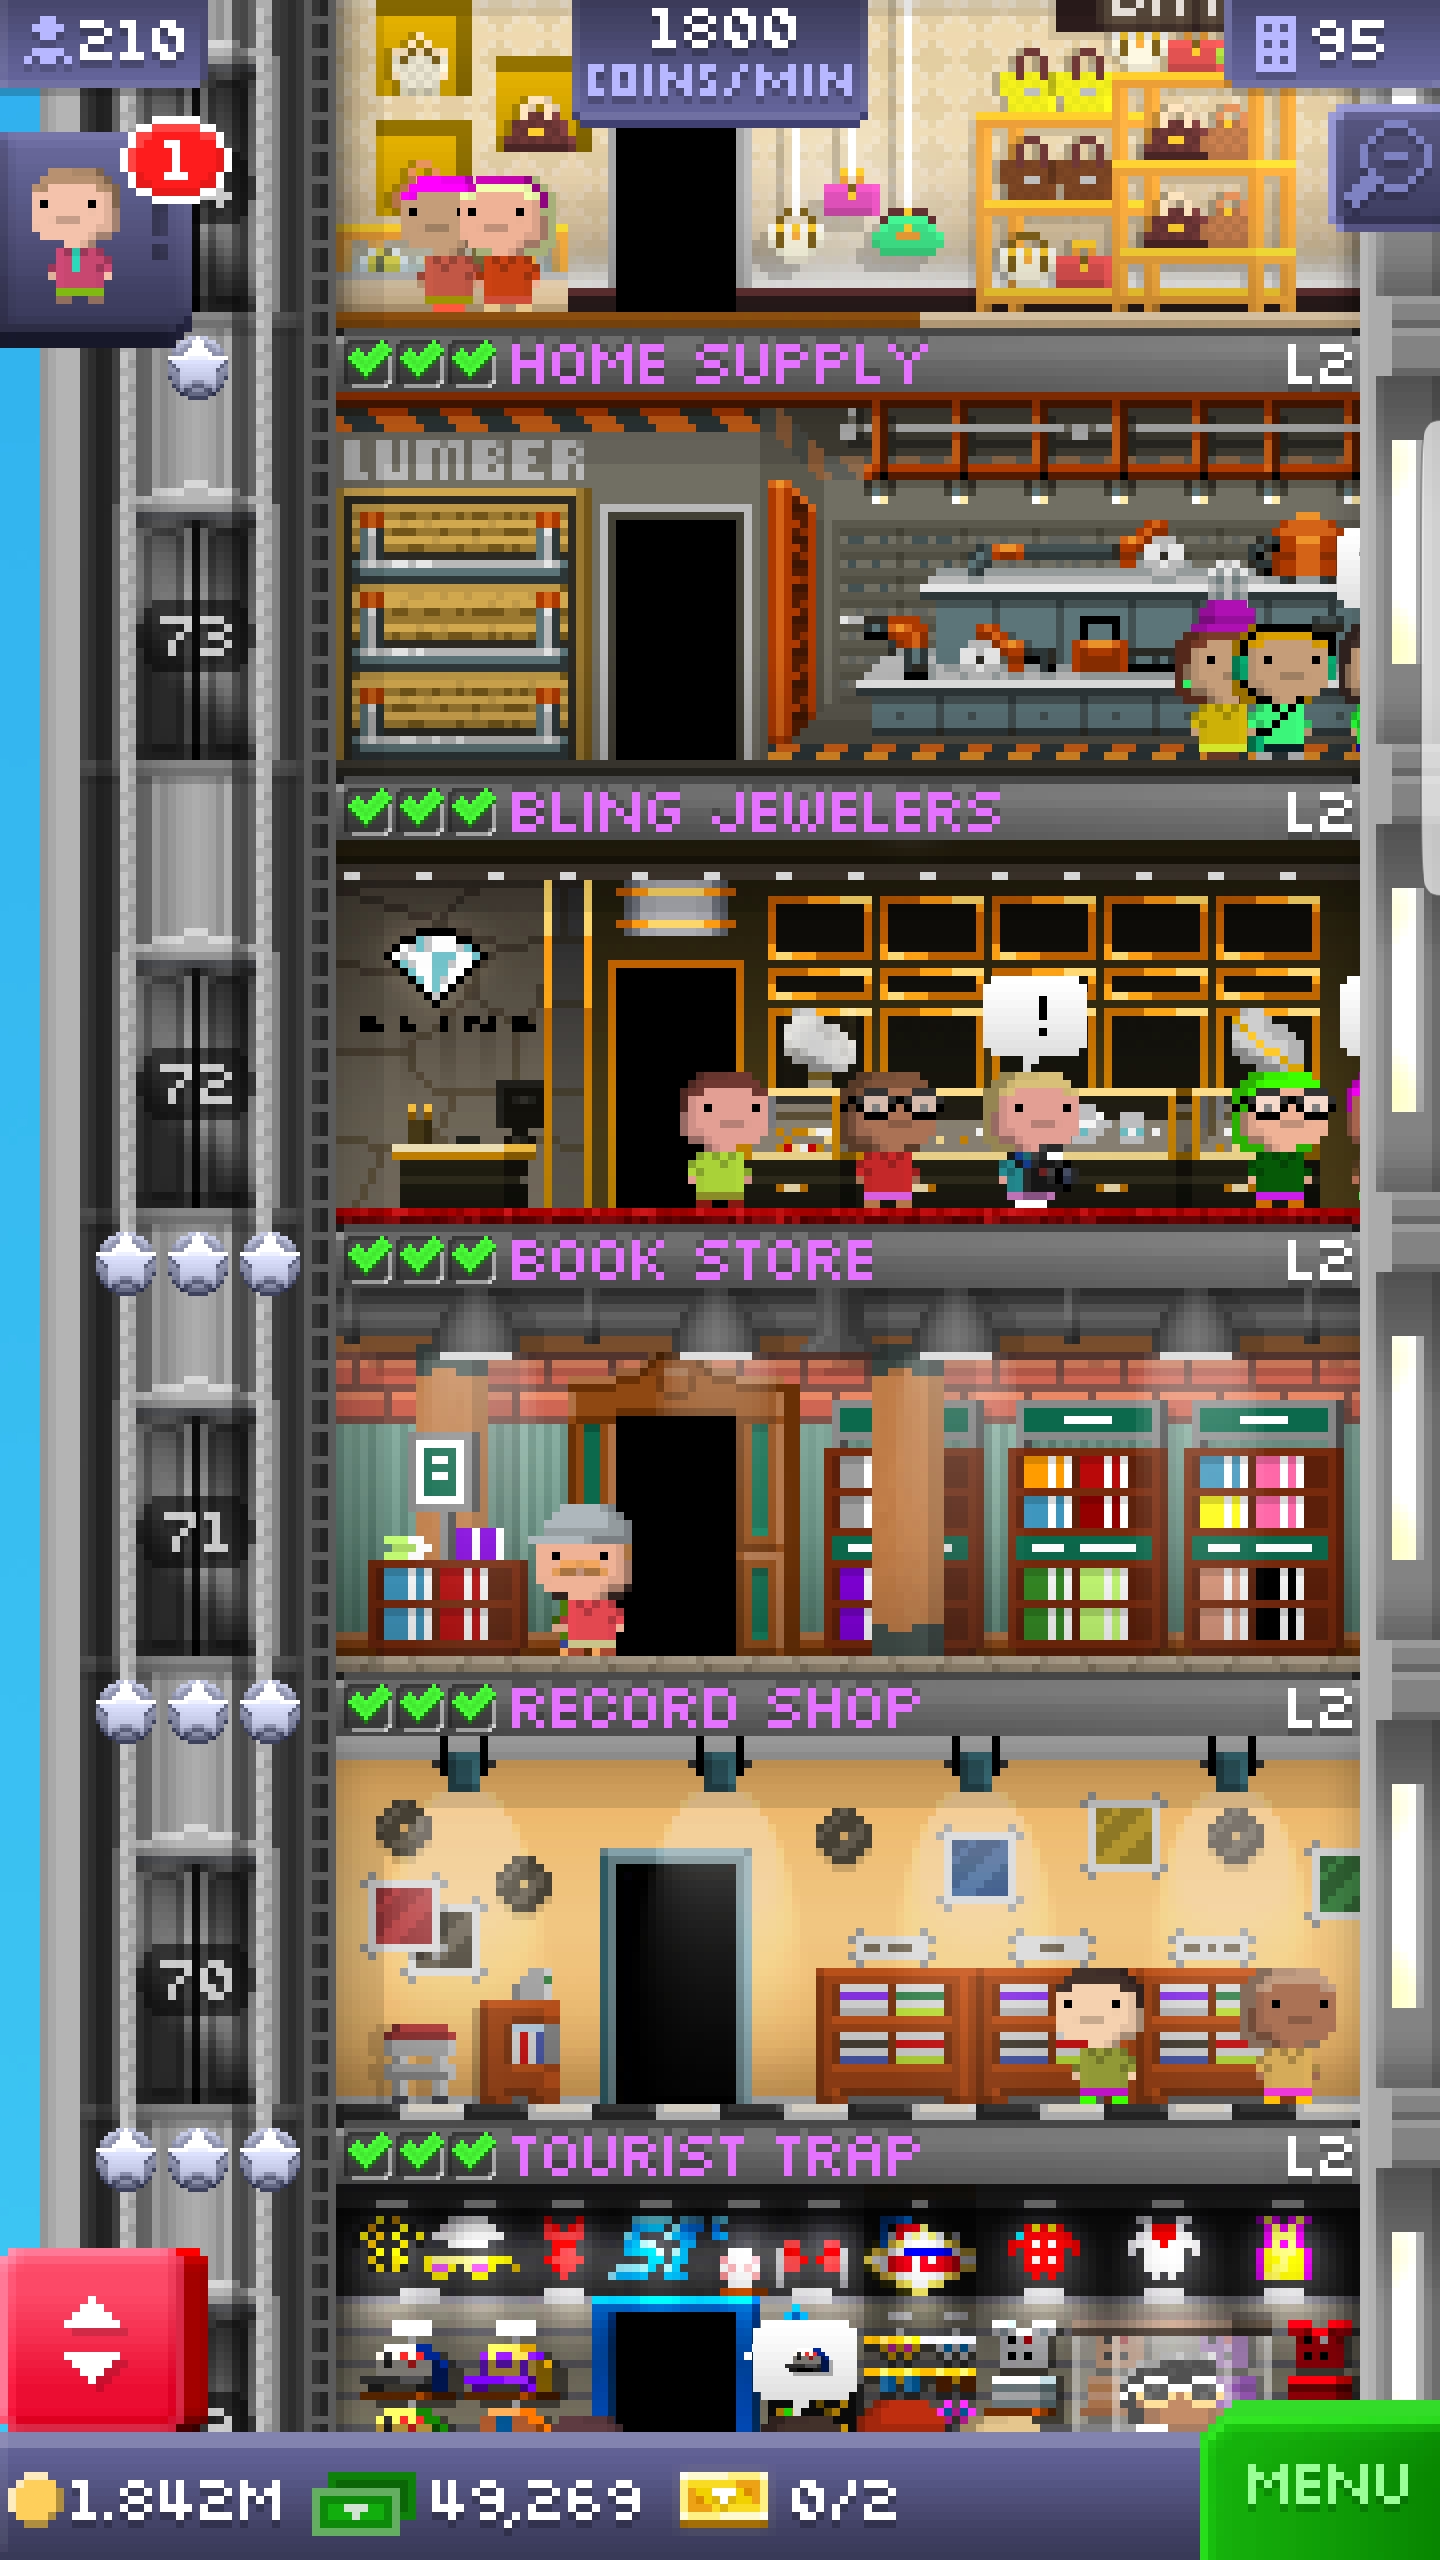 210
1800
COINS/MIN
95
1
HOME SUPPLY
L2
LUMBER
73
BLING JEWELERS
L2
BLING
!
72
BOOK STORE
L2
71
RECORD SHOP
L2
70
TOURIST TRAP
L2
1.842M
49,269
0/2
MENU